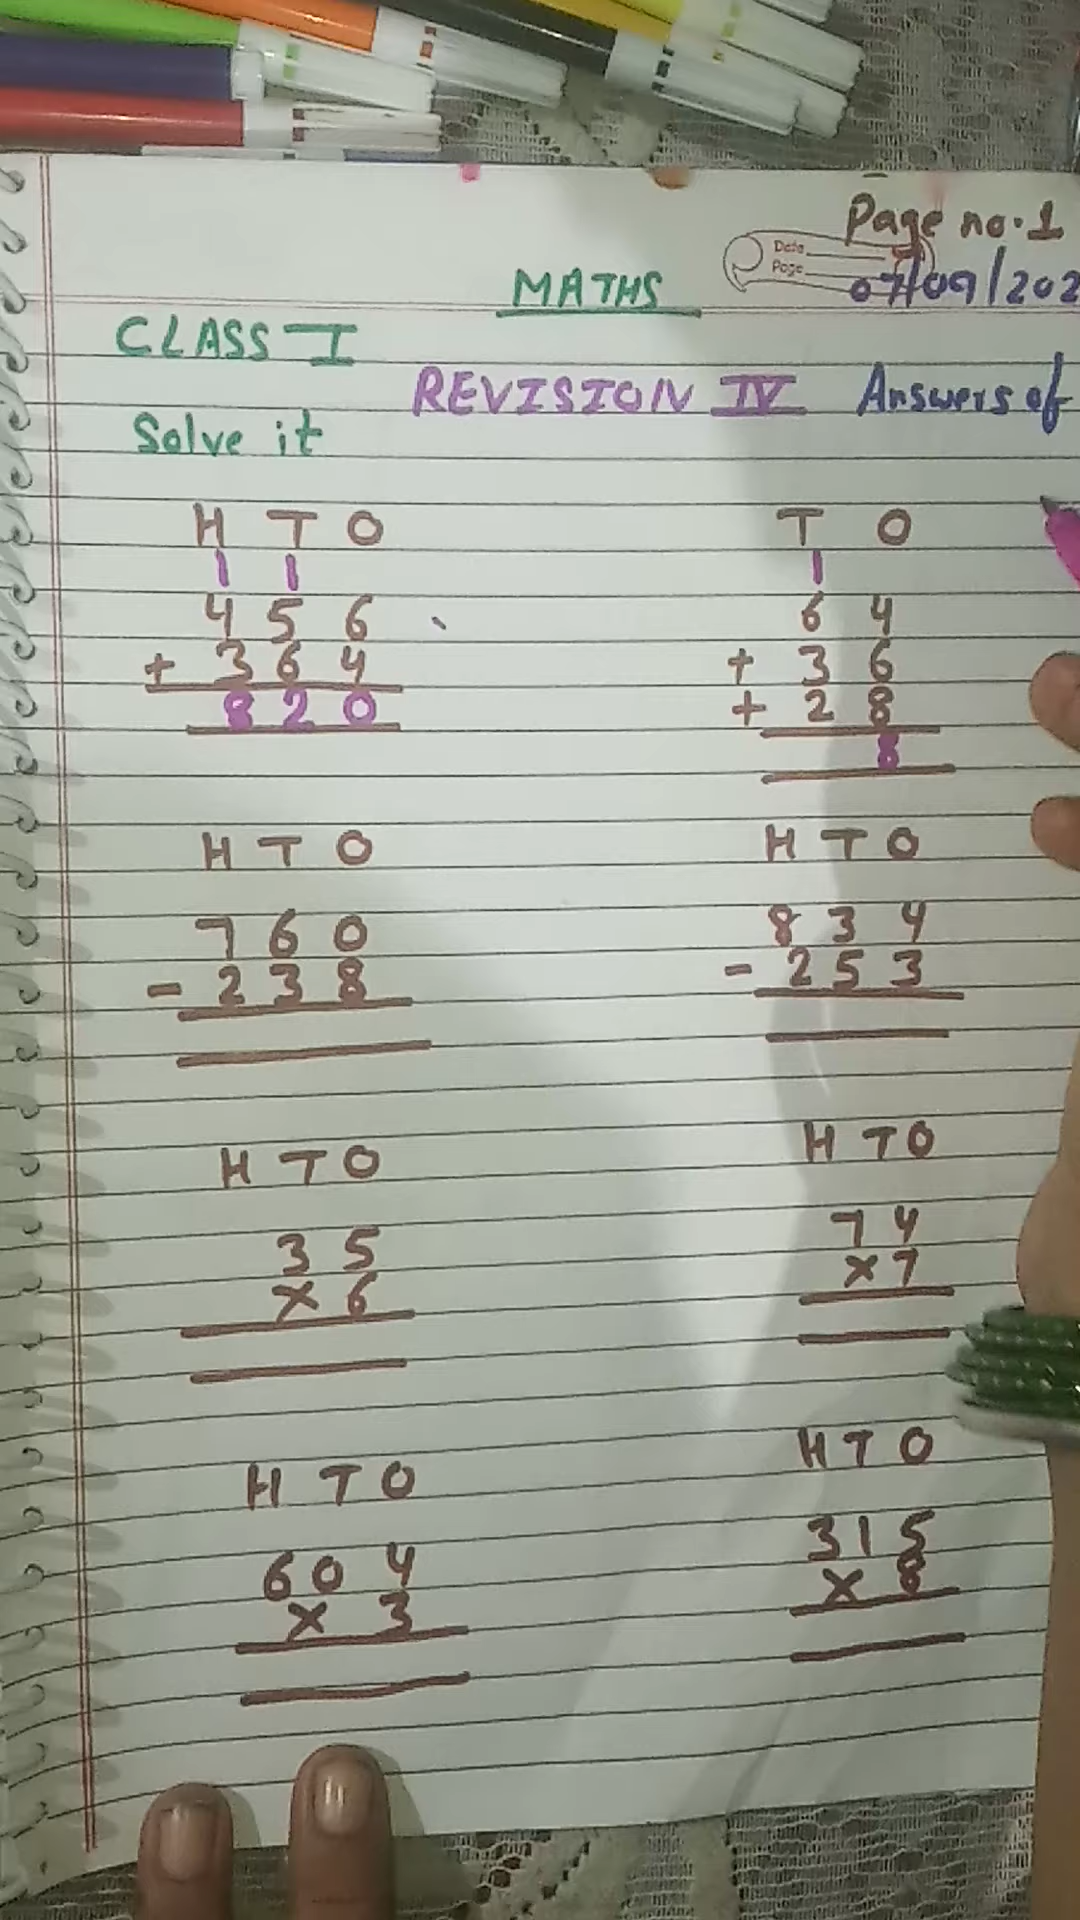 Page no. 1
Date
Page
07/09/202
MATHS
CLASS I
REVISION IV Answers of
Solve it
H T O
1 1
4 5 6
+ 3 6 4
8 2 0
T O
1
6 4
+ 3 6
+ 2 8
8
H T O
7 6 0
- 2 3 8
H T O
8 3 4
- 2 5 3
H T O
3 5
× 6
H T O
7 4
× 7
H T O
6 0 4
× 3
H T O
3 1 5
× 8